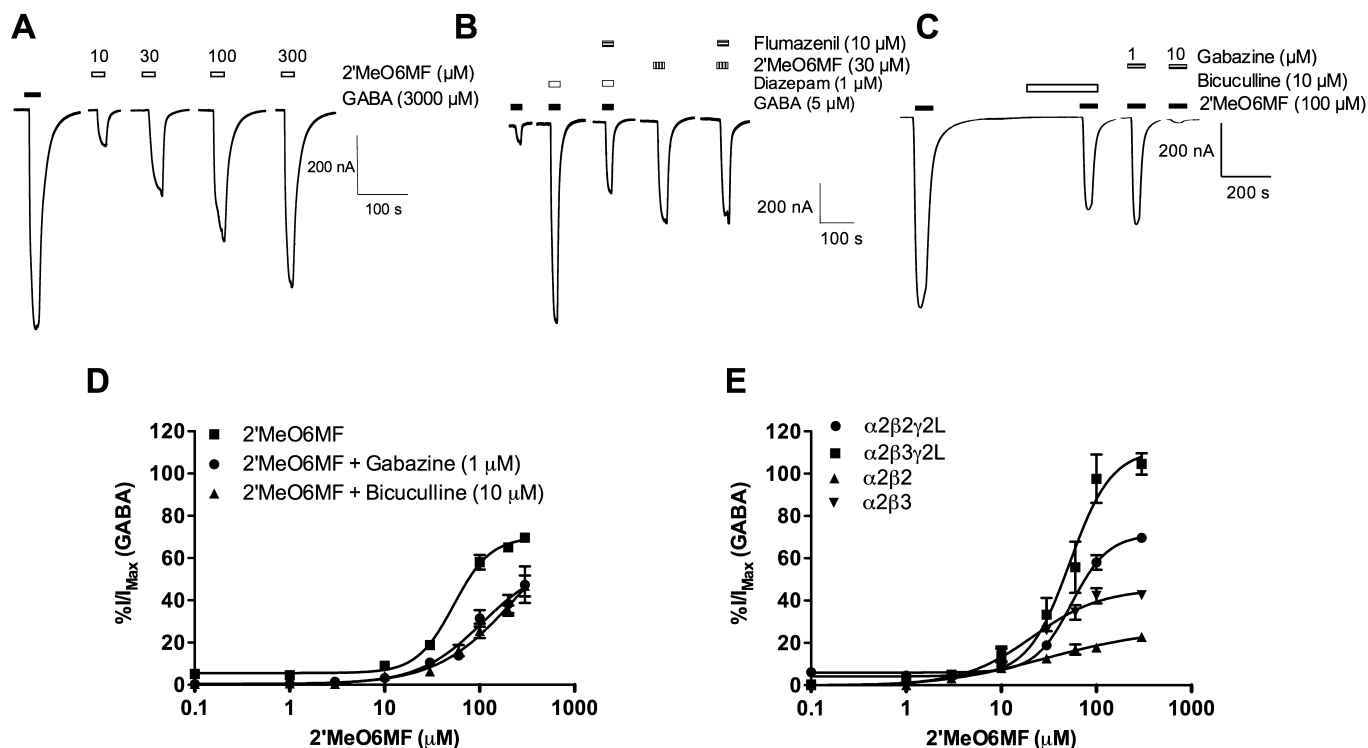 A
10 30 100 300
2'MeO6MF (µM)
GABA (3000 µM)
200 nA
100 s
B
Flumazenil (10 µM)
2'MeO6MF (30 µM)
Diazepam (1 µM)
GABA (5 µM)
200 nA
100 s
C
1 10 Gabazine (µM)
Bicuculline (10 µM)
2'MeO6MF (100 µM)
200 nA
200 s
D
%I/I_Max (GABA)
120
100
80
60
40
20
0
0.1 1 10 100 1000
2'MeO6MF (µM)
2'MeO6MF
2'MeO6MF + Gabazine (1 µM)
2'MeO6MF + Bicuculline (10 µM)
E
%I/I_Max (GABA)
120
100
80
60
40
20
0
0.1 1 10 100 1000
2'MeO6MF (µM)
α2β2γ2L
α2β3γ2L
α2β2
α2β3